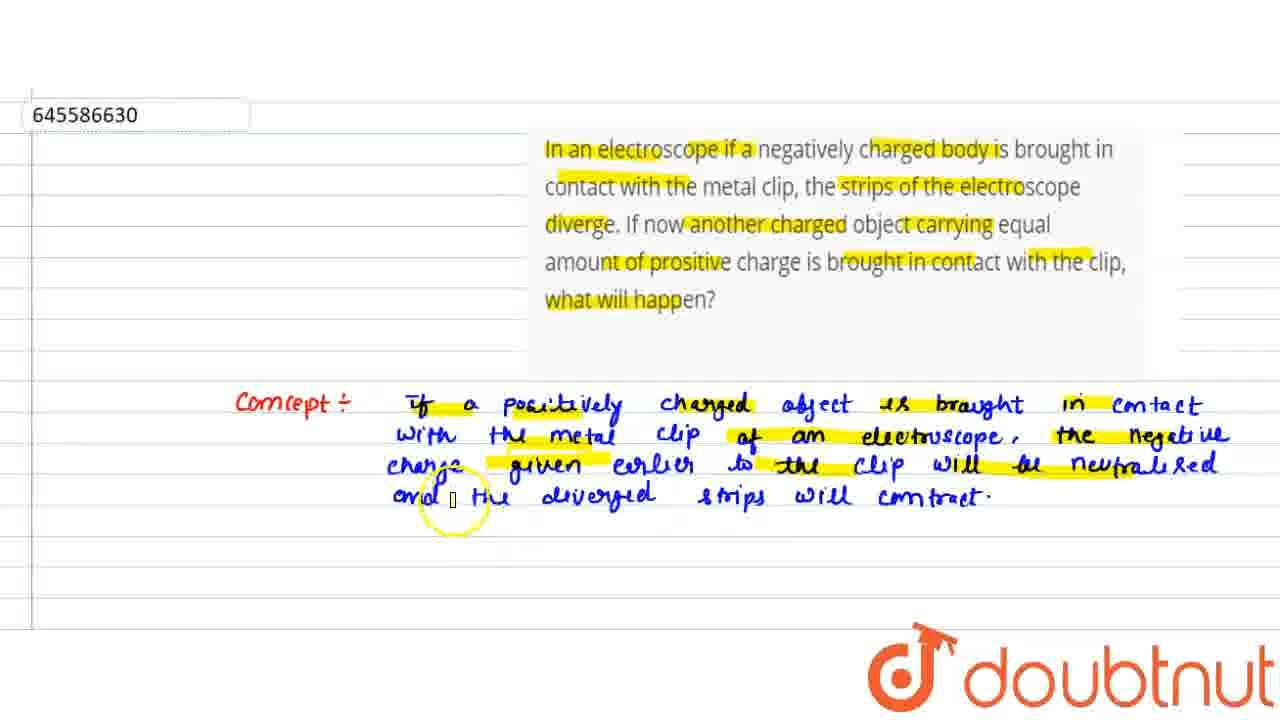 645586630
In an electroscope if a negatively charged body is brought in
contact with the metal clip, the strips of the electroscope
diverge. If now another charged object carrying equal
amount of prositive charge is brought in contact with the clip,
what will happen?
Comcept ÷ If a positively charged object is braught in contact
with the metal clip of an electruscope, the negative
charge given earlier to the clip will be neutralised
and the diverged strips will contract.
doubtnut